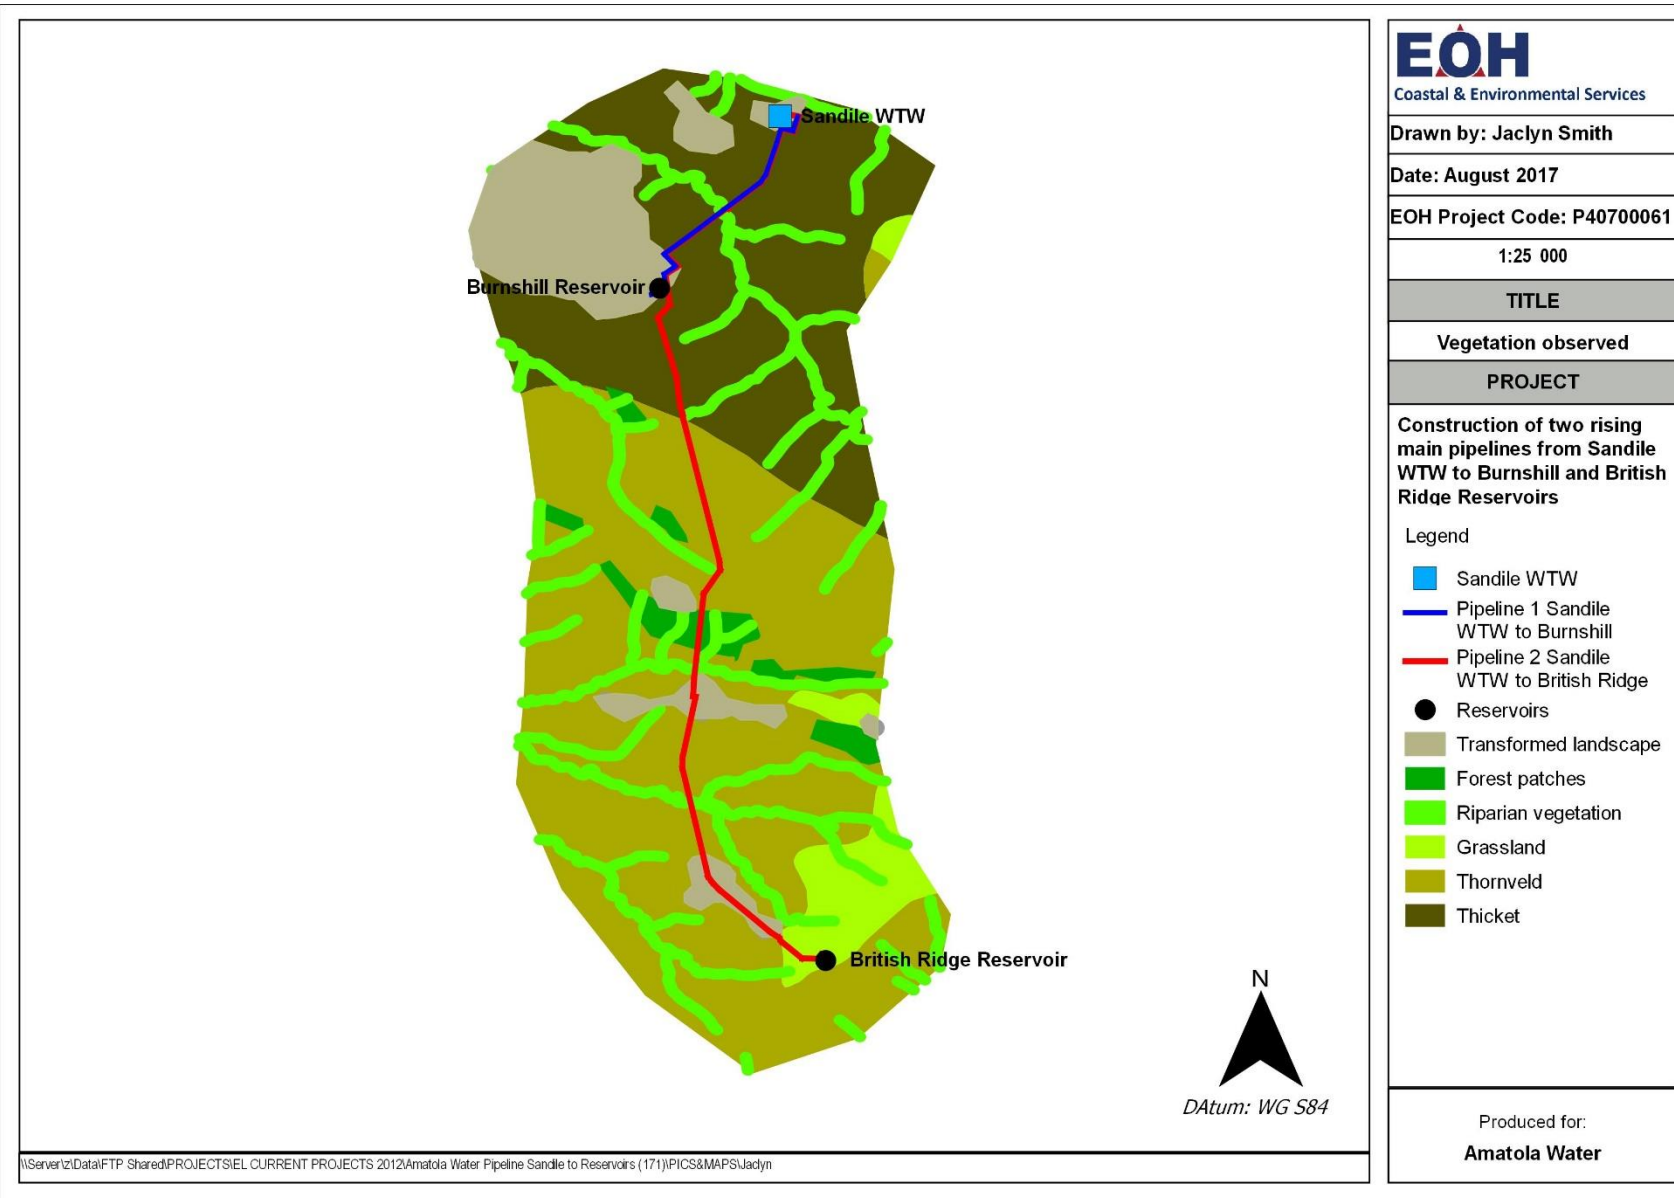 Sandile WTW
Burnshill Reservoir
British Ridge Reservoir
N
DAtum: WG S84
\\Server\z\Data\FTP Shared\PROJECTS\EL CURRENT PROJECTS 2012\Amatola Water Pipeline Sandile to Reservoirs (171)\PICS&MAPS\Jaclyn
EOH
Coastal & Environmental Services
Drawn by: Jaclyn Smith
Date: August 2017
EOH Project Code: P40700061
1:25 000
TITLE
Vegetation observed
PROJECT
Construction of two rising
main pipelines from Sandile
WTW to Burnshill and British
Ridge Reservoirs
Legend
Sandile WTW
Pipeline 1 Sandile
WTW to Burnshill
Pipeline 2 Sandile
WTW to British Ridge
Reservoirs
Transformed landscape
Forest patches
Riparian vegetation
Grassland
Thornveld
Thicket
Produced for:
Amatola Water